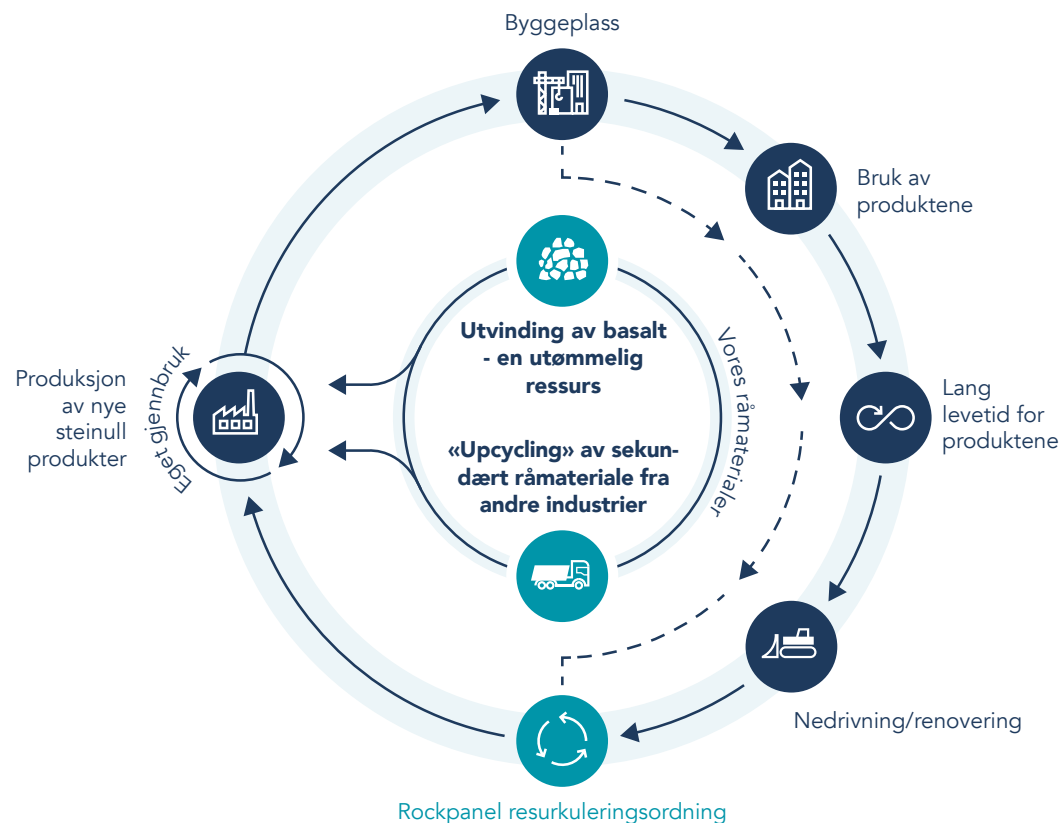 Byggeplass
Bruk av
produktene
Utvinding av basalt
- en utømmelig
ressurs
Vores råmaterialer
Eget gjennbruk
Produksjon
av nye
steinull
produkter
Lang
levetid for
produktene
«Upcycling» av sekun-
dært råmateriale fra
andre industrier
Nedrivning/renovering
Rockpanel resurkuleringsordning